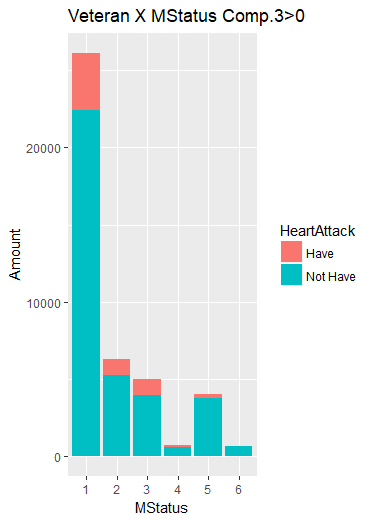 Veteran X MStatus Comp.3>0
Amount
20000
10000
0
1 2 3 4 5 6
MStatus
HeartAttack
Have
Not Have